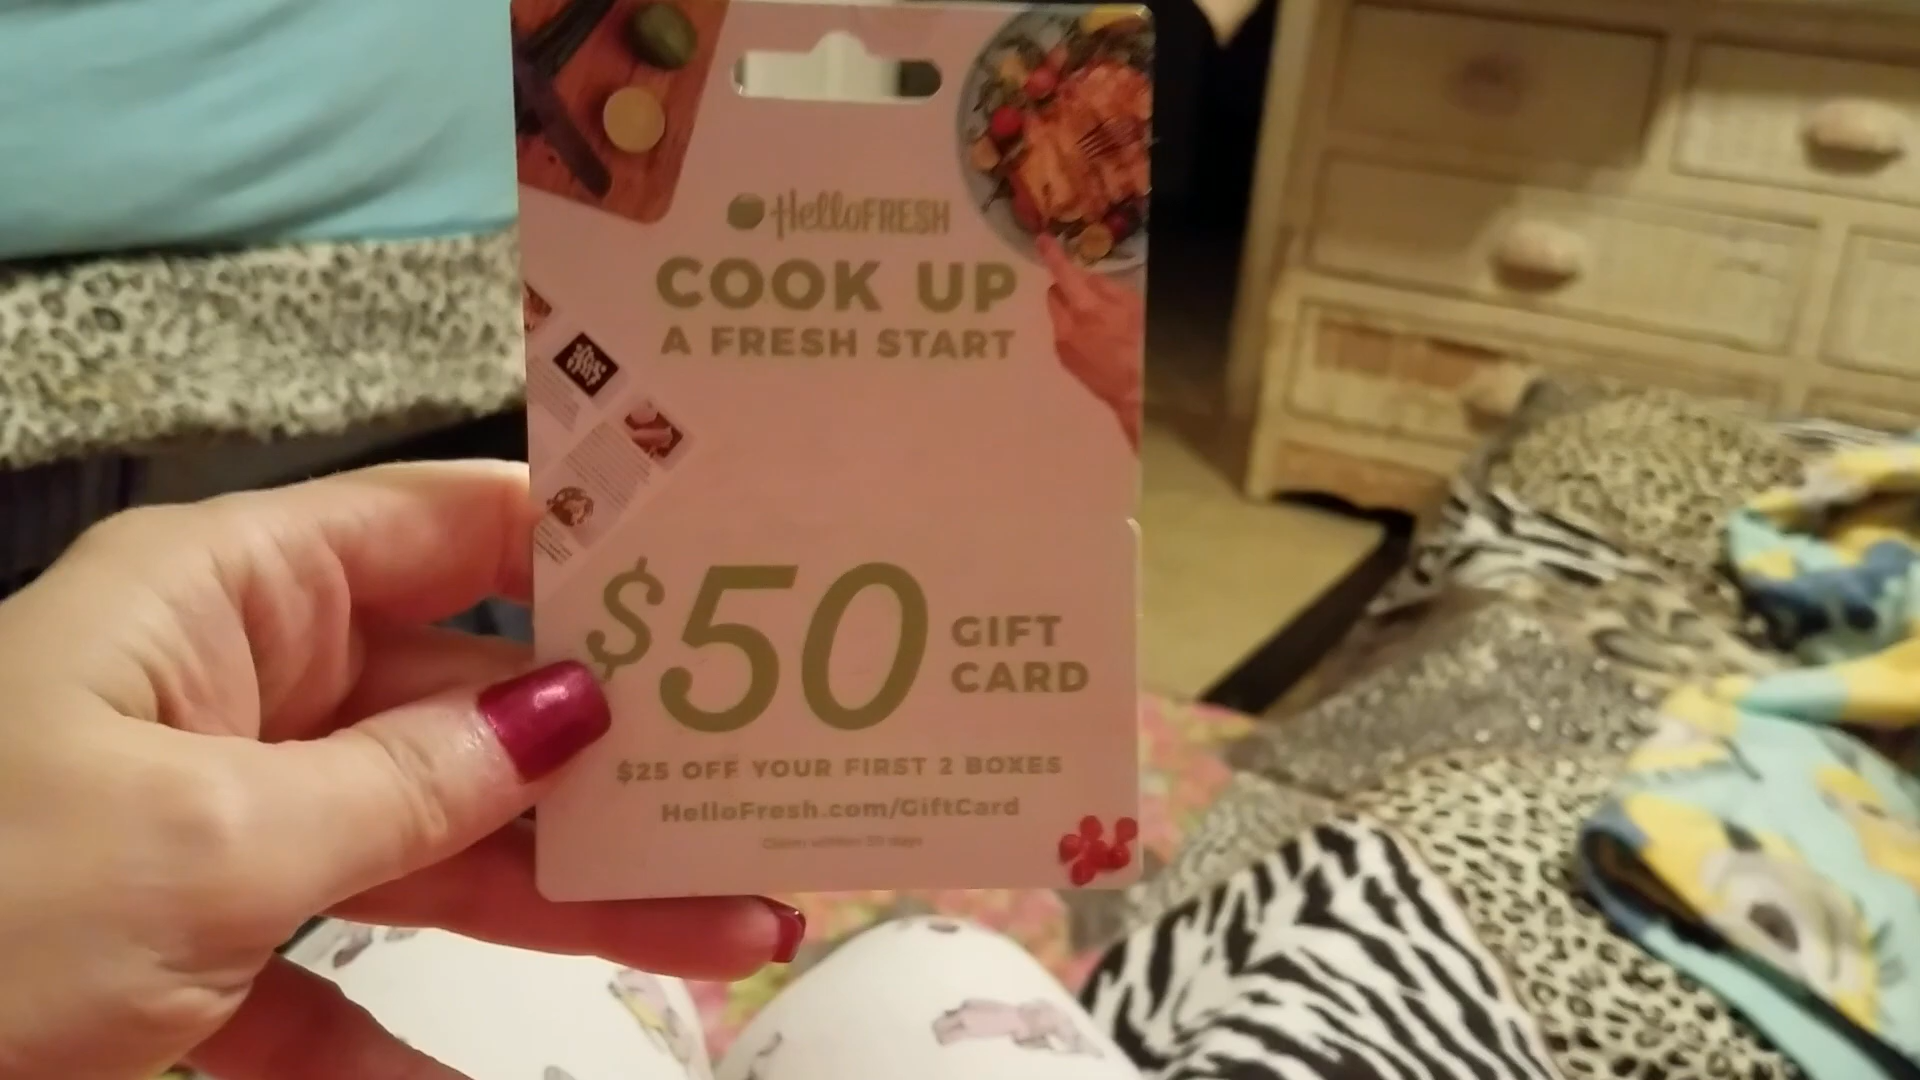 HelloFRESH
COOK UP
A FRESH START
$50 GIFT CARD
$25 OFF YOUR FIRST 2 BOXES
HelloFresh.com/GiftCard